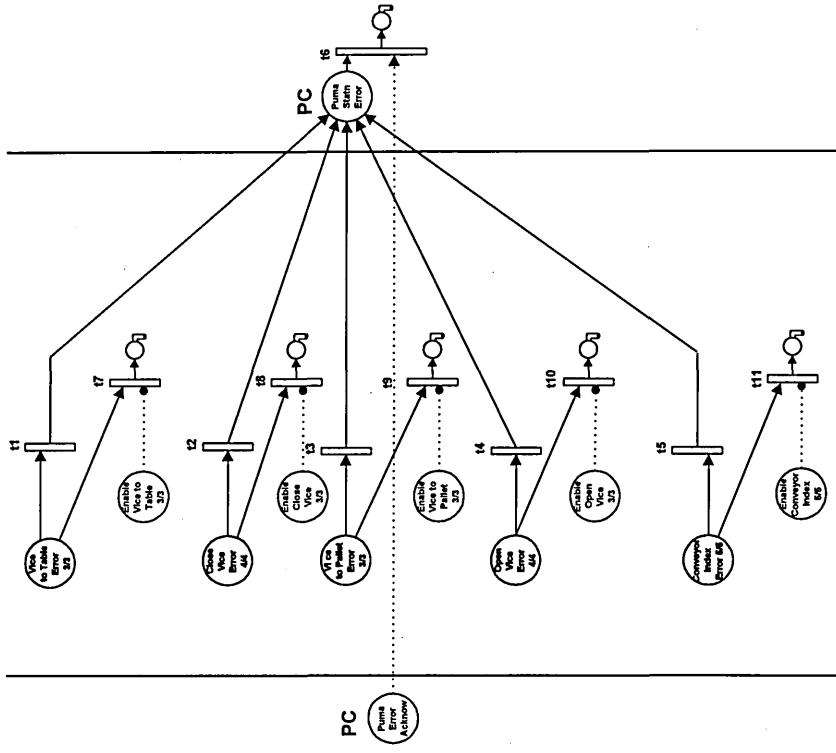 t6
PC
Puma
Statn
Error
t1
t7
Vice
to Table
Error
3/3
Enable
Vice to
Table
3/3
t2
t8
Close
Vice
Error
4/4
Enable
Close
Vice
3/3
t3
t9
Vi ce
to Pallet
Error
3/3
Enable
Vice to
Pallet
3/3
t4
t10
Open
Vice
Error
4/4
Enable
Open
Vice
3/3
t5
t11
Conveyor
Index
Error 5/5
Enable
Conveyor
Index
5/5
PC
Puma
Error
Acknow